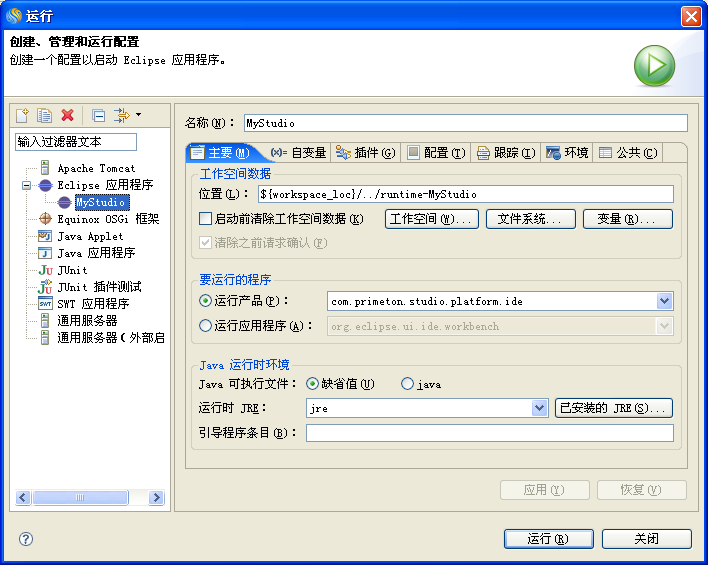 运行
创建、管理和运行配置
创建一个配置以启动 Eclipse 应用程序。
输入过滤器文本
Apache Tomcat
Eclipse 应用程序
MyStudio
Equinox OSGi 框架
Java Applet
Java 应用程序
JUnit
JUnit 插件测试
SWT 应用程序
通用服务器
通用服务器（外部启
名称(N)： MyStudio
主要(M) 自变量 插件(G) 配置(T) 跟踪(I) 环境 公共(C)
工作空间数据
位置(L)： ${workspace_loc}/../runtime-MyStudio
启动前清除工作空间数据(K) 工作空间(W)... 文件系统... 变量(R)...
清除之前请求确认(F)
要运行的程序
运行产品(P)： com.primeton.studio.platform.ide
运行应用程序(A)： org.eclipse.ui.ide.workbench
Java 运行时环境
Java 可执行文件： 缺省值(U) java
运行时 JRE： jre 已安装的 JRE(S)...
引导程序条目(B)：
应用(Y) 恢复(V)
运行(R) 关闭